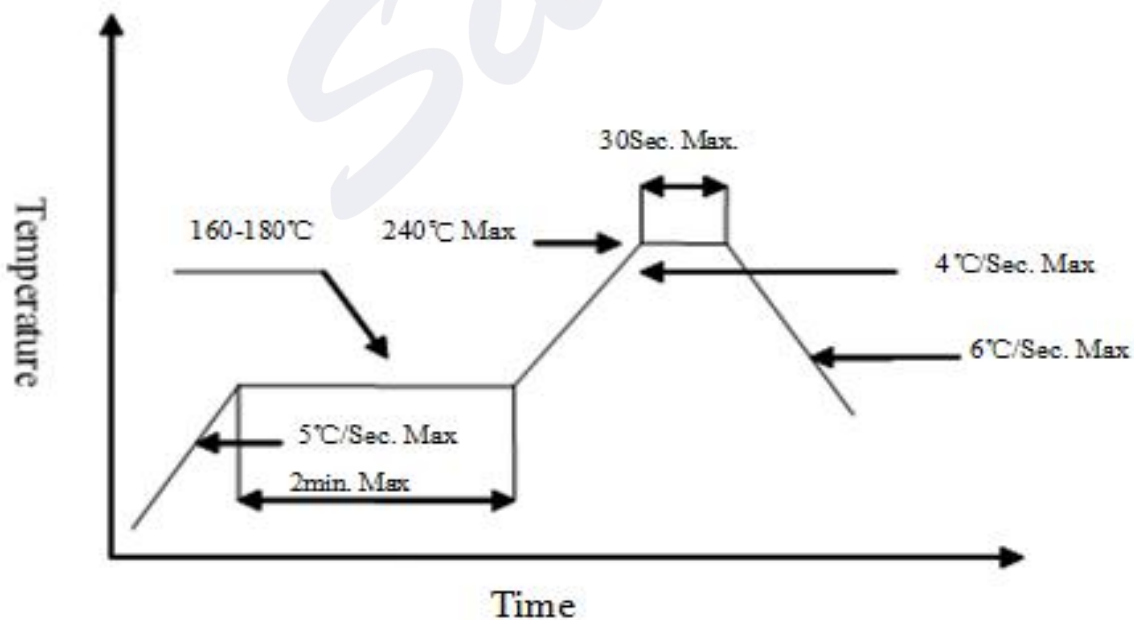 30Sec. Max.
160-180℃
240℃ Max
4℃/Sec. Max
6℃/Sec. Max
5℃/Sec. Max
2min. Max
Temperature
Time